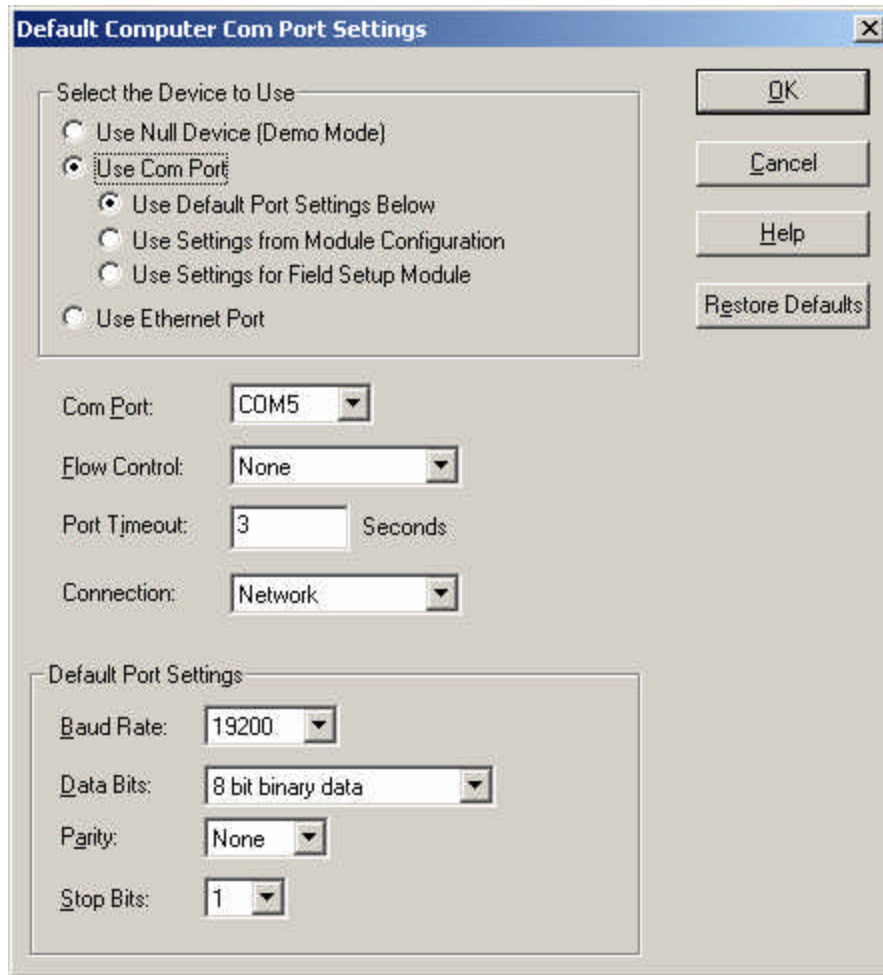 Default Computer Com Port Settings
Select the Device to Use
Use Null Device (Demo Mode)
Use Com Port
Use Default Port Settings Below
Use Settings from Module Configuration
Use Settings for Field Setup Module
Use Ethernet Port
OK
Cancel
Help
Restore Defaults
Com Port: COM5
Flow Control: None
Port Timeout: 3 Seconds
Connection: Network
Default Port Settings
Baud Rate: 19200
Data Bits: 8 bit binary data
Parity: None
Stop Bits: 1